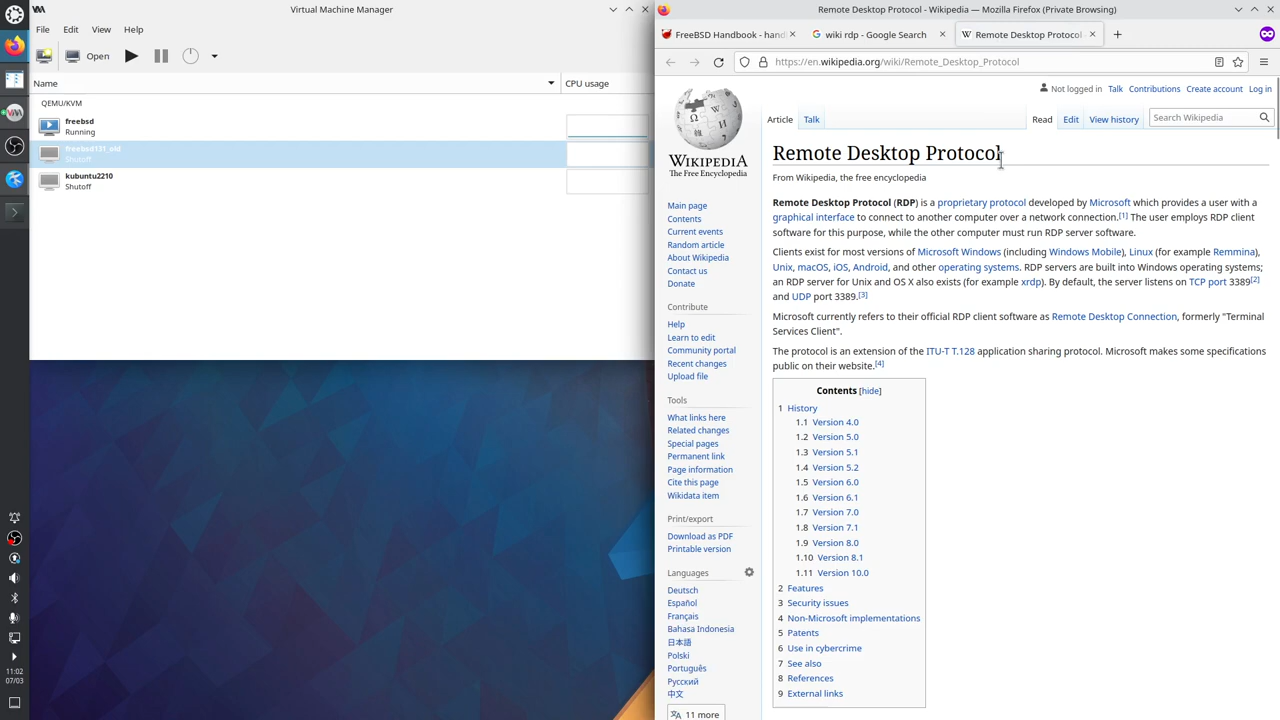 Virtual Machine Manager
File Edit View Help
Open
Name CPU usage
QEMU/KVM
freebsd
Running
freebsd131_old
Shutoff
kubuntu2210
Shutoff
11:02
07/03
Remote Desktop Protocol - Wikipedia — Mozilla Firefox (Private Browsing)
FreeBSD Handbook - hand
wiki rdp - Google Search
Remote Desktop Protocol -
https://en.wikipedia.org/wiki/Remote_Desktop_Protocol
Not logged in Talk Contributions Create account Log in
Article Talk Read Edit View history Search Wikipedia
WIKIPEDIA
The Free Encyclopedia
Main page
Contents
Current events
Random article
About Wikipedia
Contact us
Donate
Contribute
Help
Learn to edit
Community portal
Recent changes
Upload file
Tools
What links here
Related changes
Special pages
Permanent link
Page information
Cite this page
Wikidata item
Print/export
Download as PDF
Printable version
Languages
Deutsch
Español
Français
Bahasa Indonesia
日本語
Polski
Português
Русский
中文
11 more
Remote Desktop Protocol
From Wikipedia, the free encyclopedia
Remote Desktop Protocol (RDP) is a proprietary protocol developed by Microsoft which provides a user with a
graphical interface to connect to another computer over a network connection.[1] The user employs RDP client
software for this purpose, while the other computer must run RDP server software.
Clients exist for most versions of Microsoft Windows (including Windows Mobile), Linux (for example Remmina),
Unix, macOS, iOS, Android, and other operating systems. RDP servers are built into Windows operating systems;
an RDP server for Unix and OS X also exists (for example xrdp). By default, the server listens on TCP port 3389[2]
and UDP port 3389.[3]
Microsoft currently refers to their official RDP client software as Remote Desktop Connection, formerly "Terminal
Services Client".
The protocol is an extension of the ITU-T T.128 application sharing protocol. Microsoft makes some specifications
public on their website.[4]
Contents [hide]
1 History
1.1 Version 4.0
1.2 Version 5.0
1.3 Version 5.1
1.4 Version 5.2
1.5 Version 6.0
1.6 Version 6.1
1.7 Version 7.0
1.8 Version 7.1
1.9 Version 8.0
1.10 Version 8.1
1.11 Version 10.0
2 Features
3 Security issues
4 Non-Microsoft implementations
5 Patents
6 Use in cybercrime
7 See also
8 References
9 External links